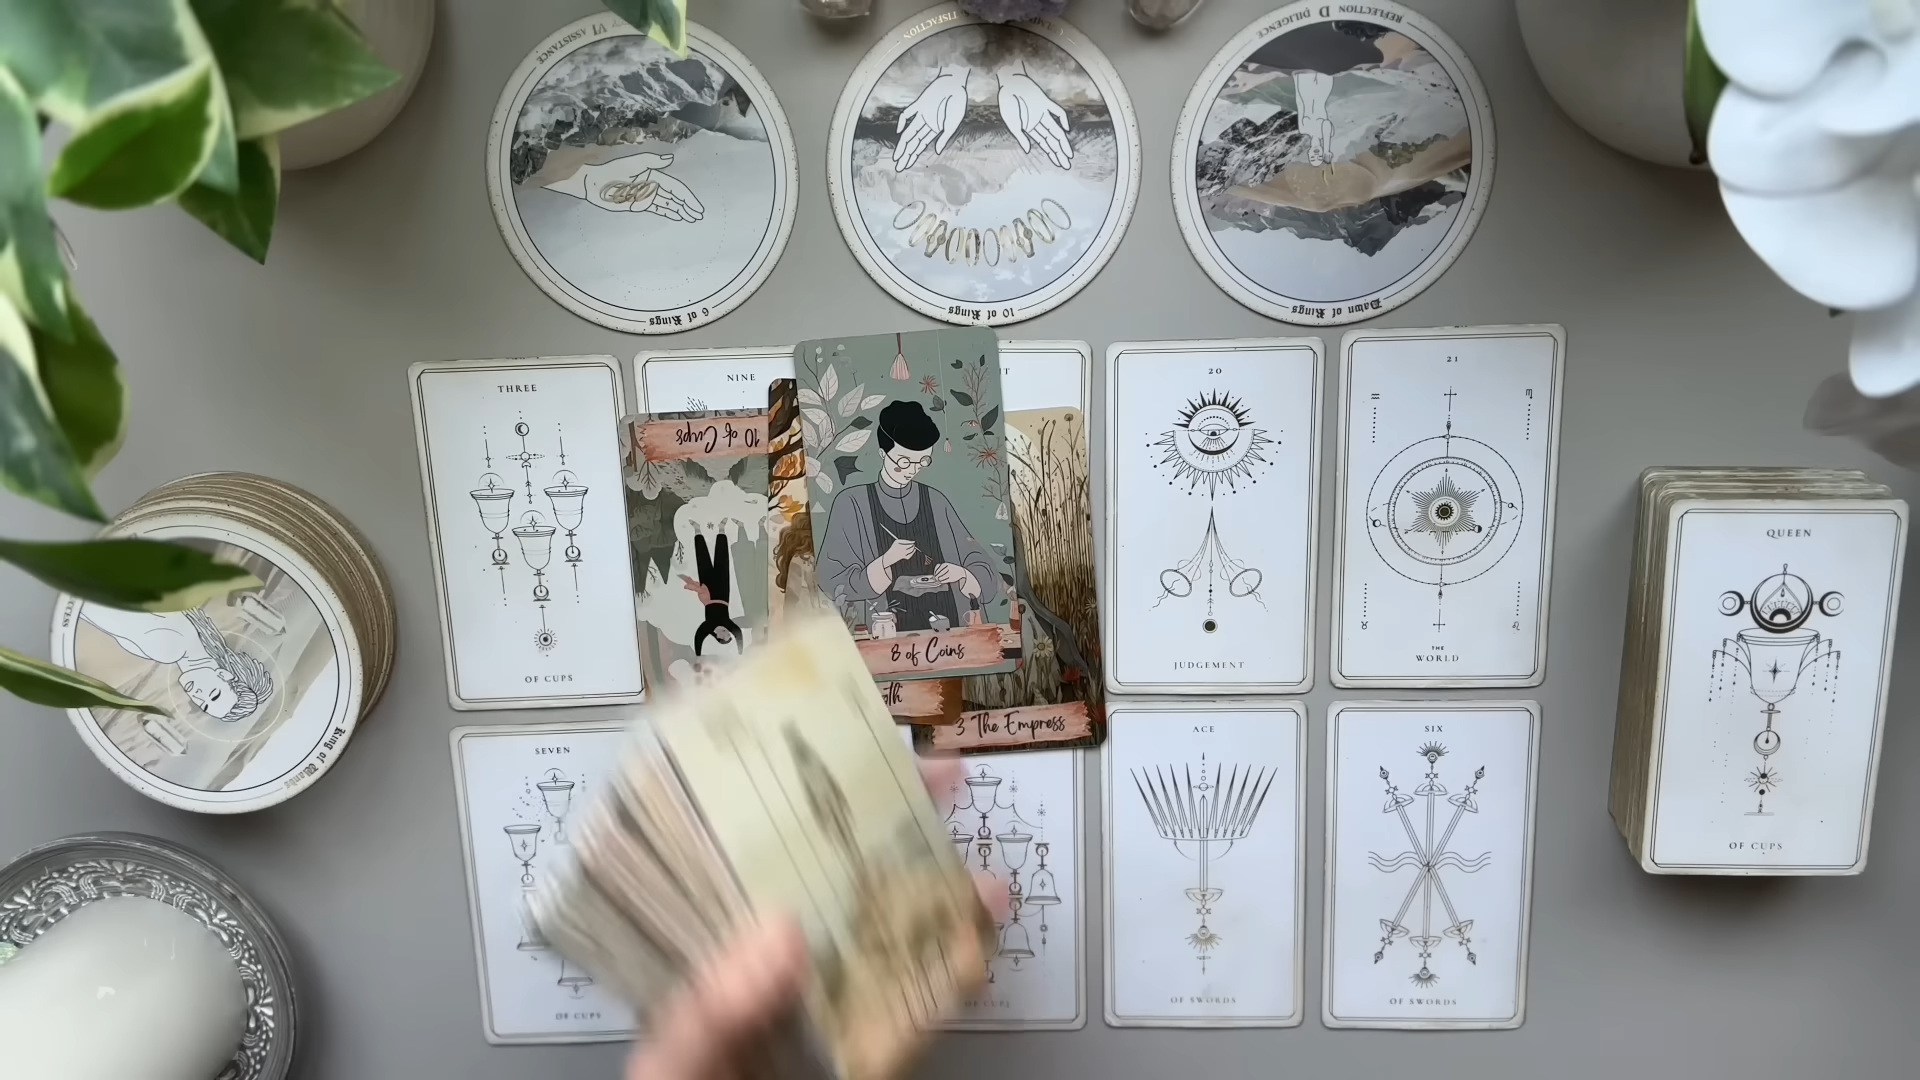 VI ASSISTANCE
6 of Rings
10 of Rings
REFLECTION D DILIGENCE
Dawn of Rings
THREE
OF CUPS
NINE
10 of Cups
8 of Coins
3 The Empress
20
JUDGEMENT
21
THE
WORLD
QUEEN
OF CUPS
King of Wands
SEVEN
OF CUPS
OF CUPS
ACE
OF SWORDS
SIX
OF SWORDS